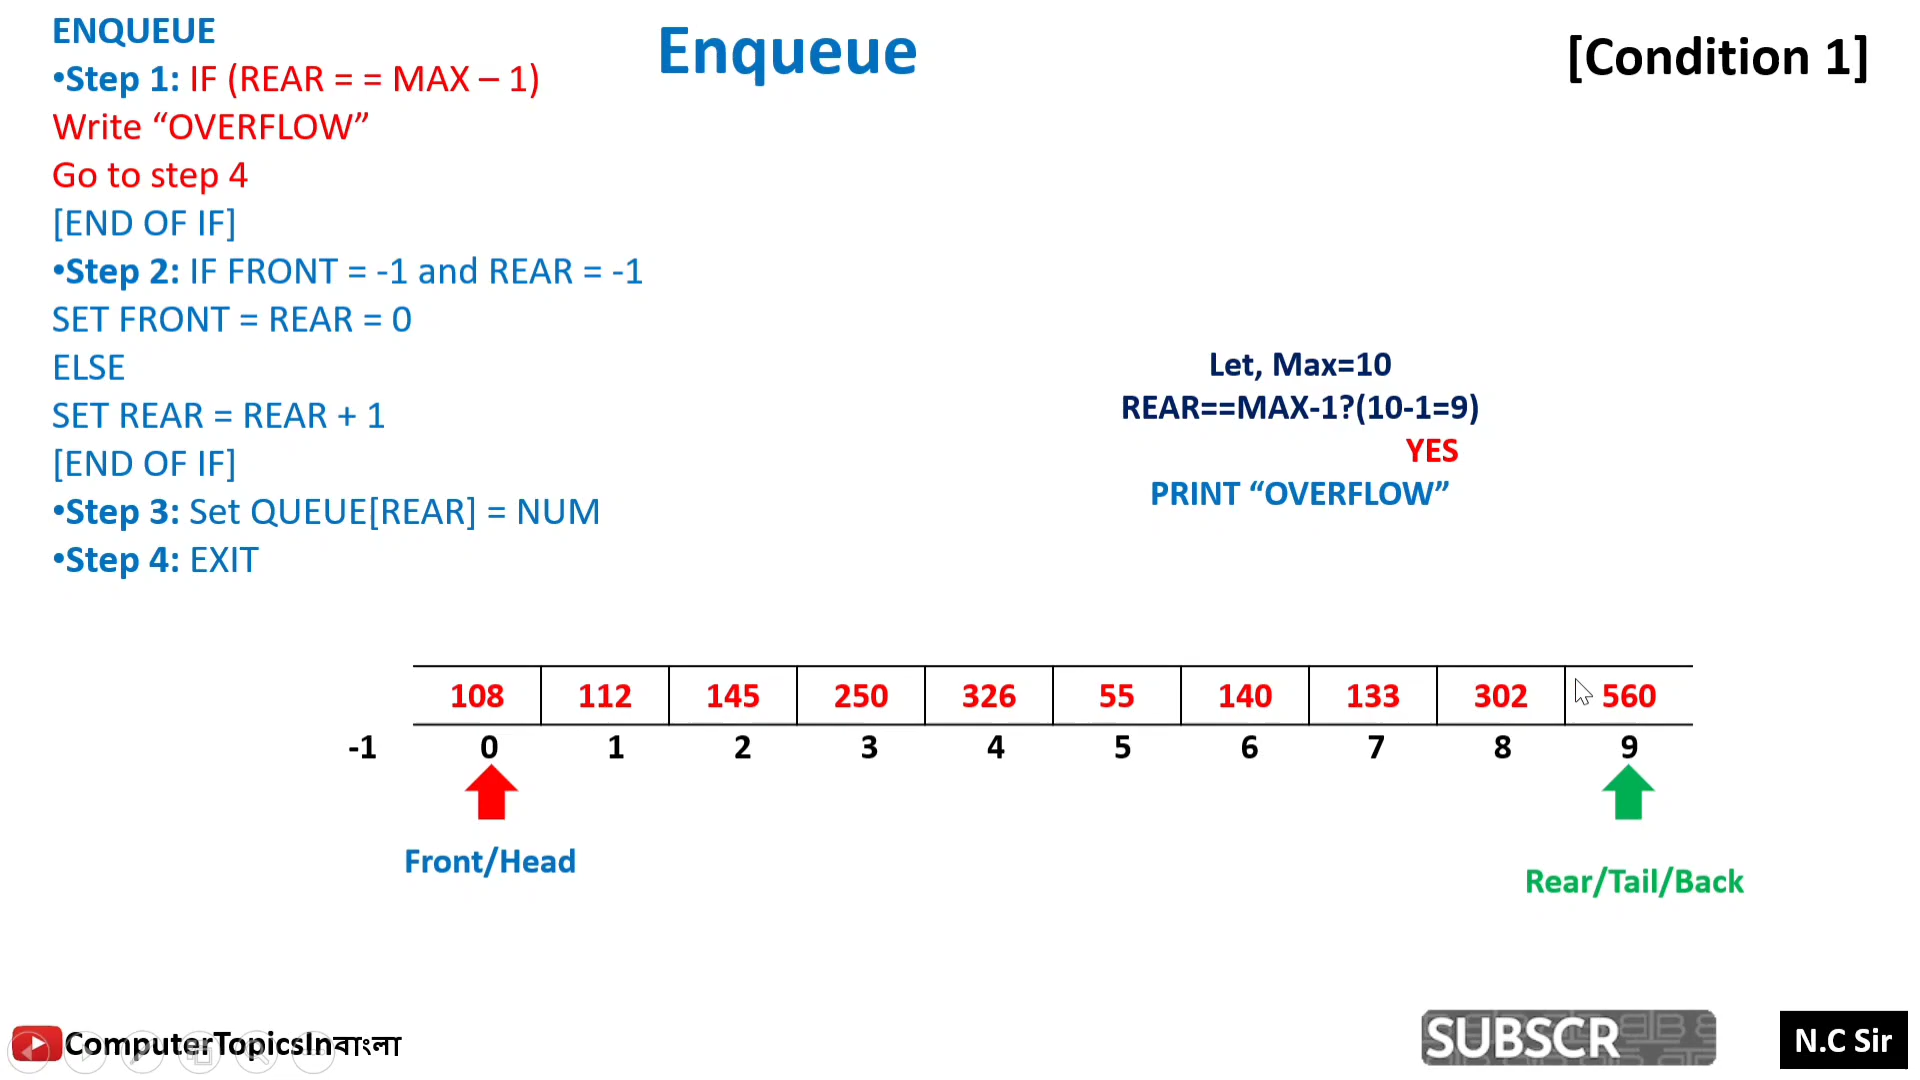 ENQUEUE
•Step 1: IF (REAR = = MAX – 1)
Write “OVERFLOW”
Go to step 4
[END OF IF]
•Step 2: IF FRONT = -1 and REAR = -1
SET FRONT = REAR = 0
ELSE
SET REAR = REAR + 1
[END OF IF]
•Step 3: Set QUEUE[REAR] = NUM
•Step 4: EXIT
Enqueue
[Condition 1]
Let, Max=10
REAR==MAX-1?(10-1=9)
YES
PRINT “OVERFLOW”
108 112 145 250 326 55 140 133 302 560
-1 0 1 2 3 4 5 6 7 8 9
Front/Head
Rear/Tail/Back
ComputerTopicsInবাংলা
SUBSCR
N.C Sir